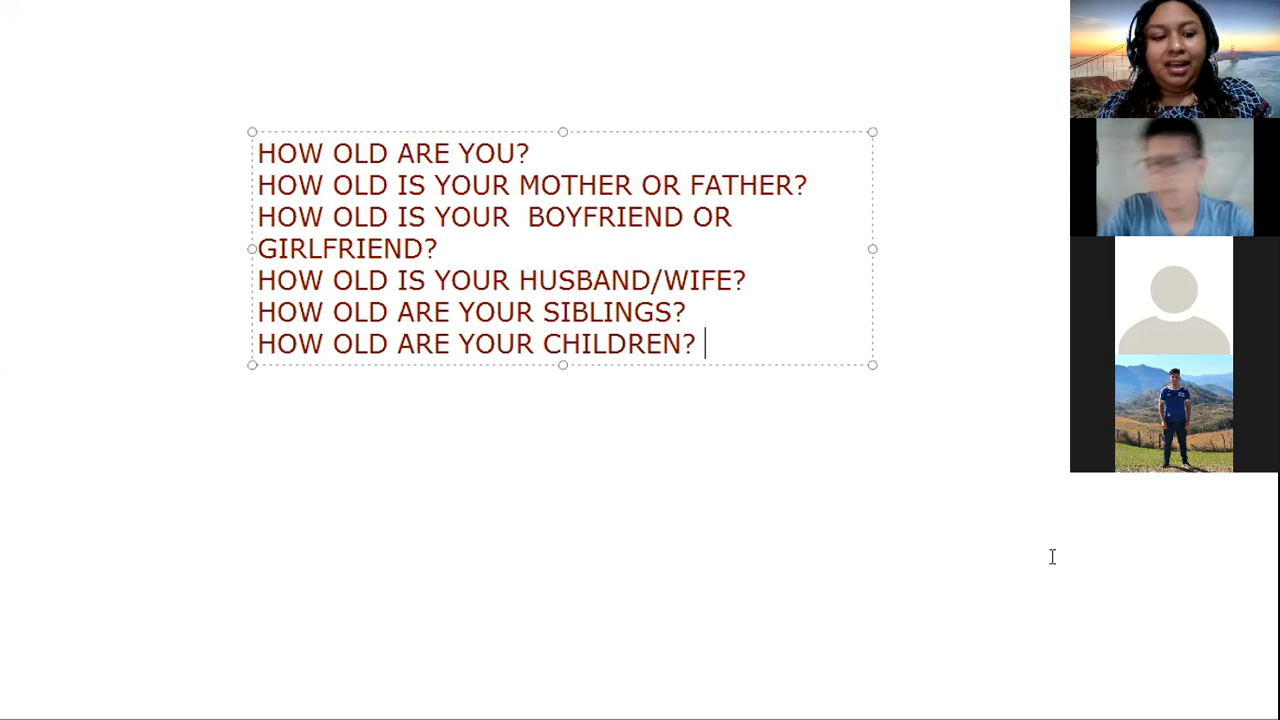 HOW OLD ARE YOU?
HOW OLD IS YOUR MOTHER OR FATHER?
HOW OLD IS YOUR  BOYFRIEND OR
GIRLFRIEND?
HOW OLD IS YOUR HUSBAND/WIFE?
HOW OLD ARE YOUR SIBLINGS?
HOW OLD ARE YOUR CHILDREN?